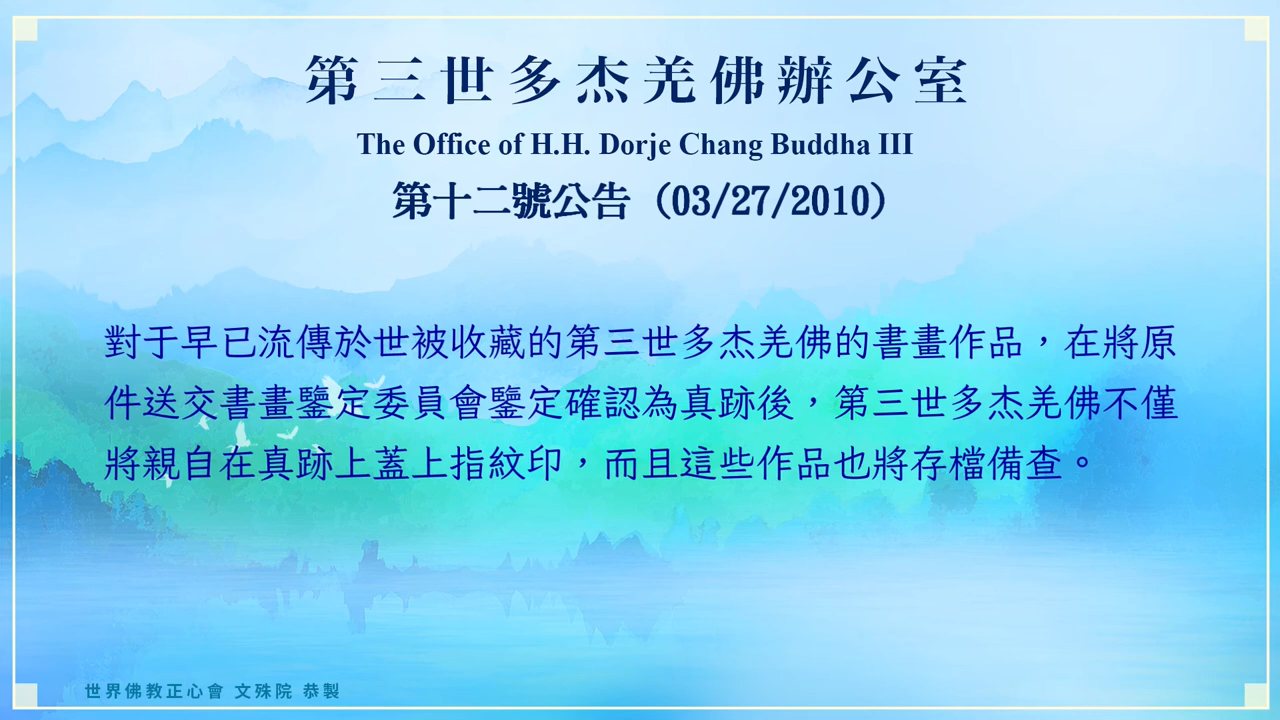 第三世多杰羌佛辦公室
The Office of H.H. Dorje Chang Buddha III
第十二號公告（03/27/2010）
對于早已流傳於世被收藏的第三世多杰羌佛的書畫作品，在將原
件送交書畫鑒定委員會鑒定確認為真跡後，第三世多杰羌佛不僅
將親自在真跡上蓋上指紋印，而且這些作品也將存檔備查。
世界佛教正心會 文殊院 恭製